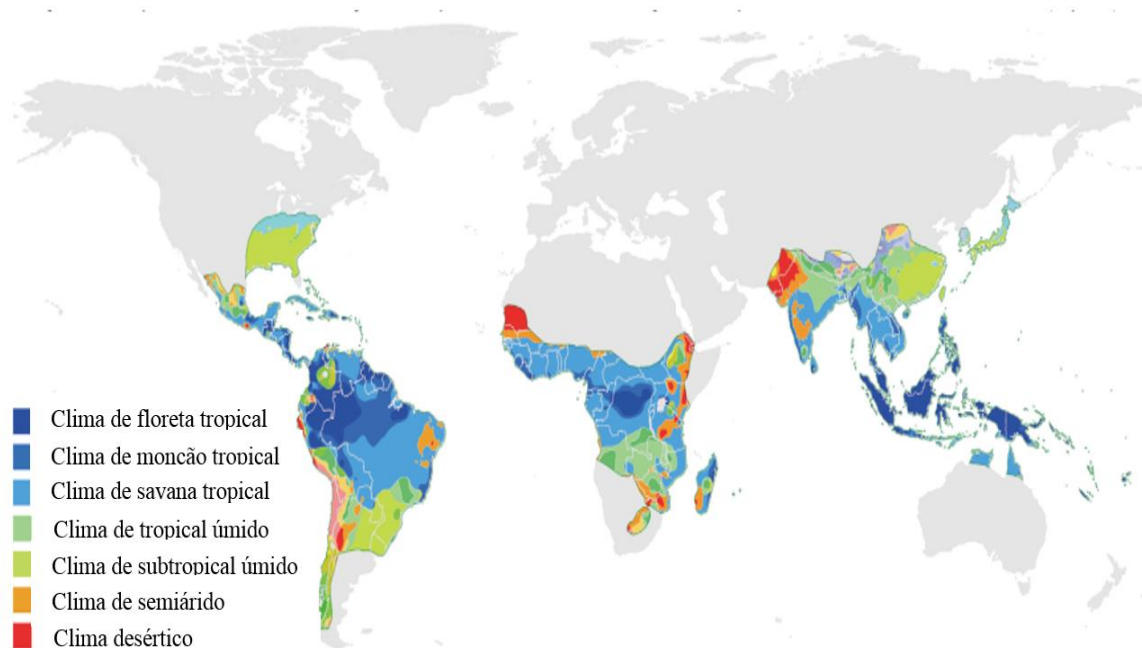 Clima de floreta tropical
Clima de monção tropical
Clima de savana tropical
Clima de tropical úmido
Clima de subtropical úmido
Clima de semiárido
Clima desértico